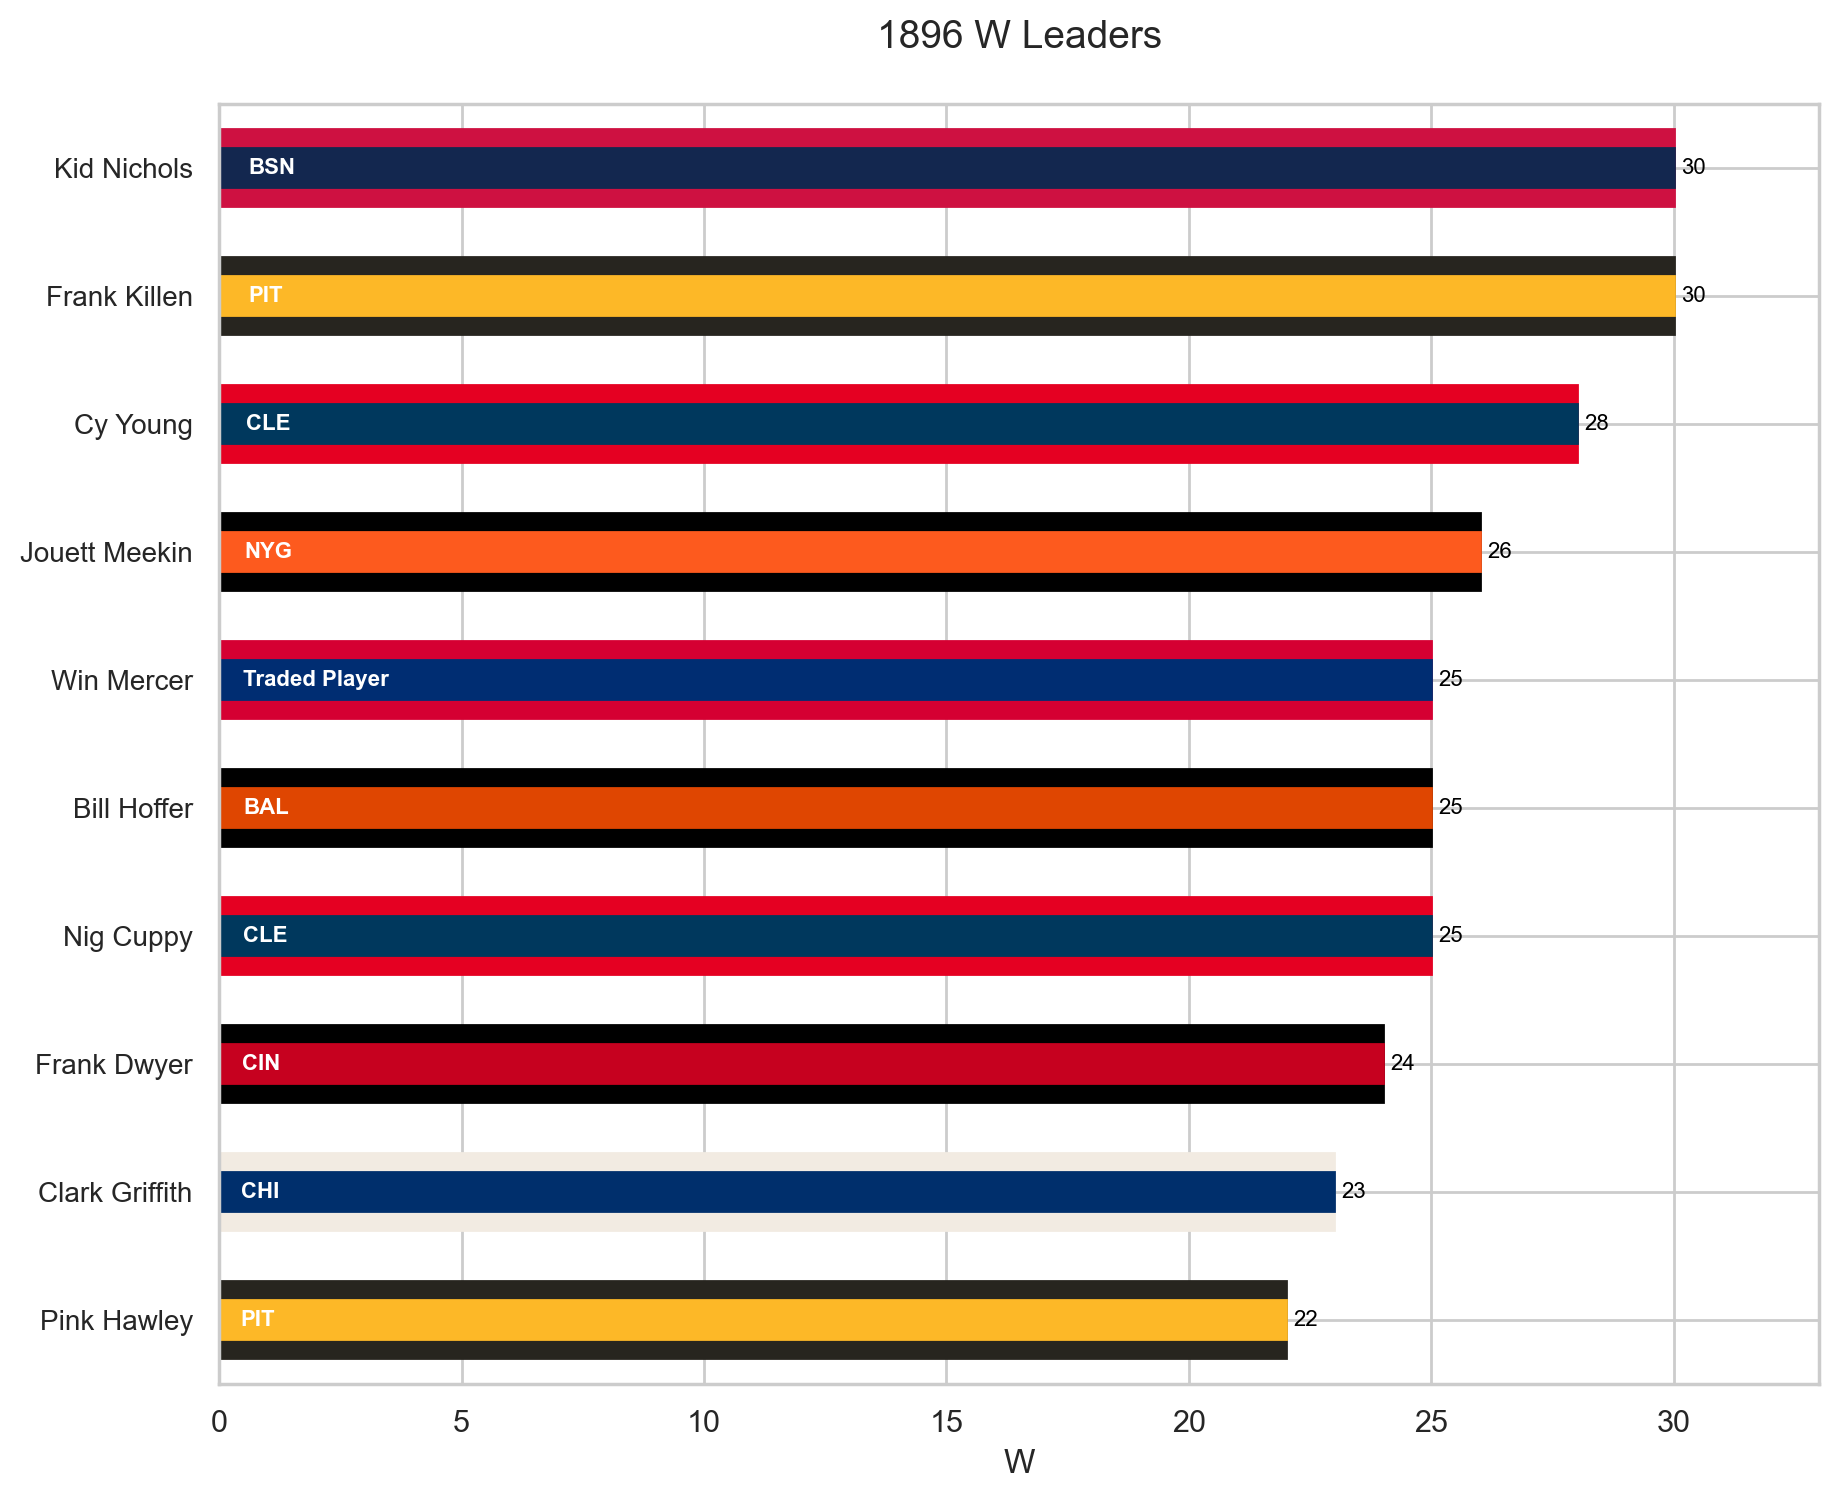 1896 W Leaders
Kid Nichols BSN 30
Frank Killen PIT 30
Cy Young CLE 28
Jouett Meekin NYG 26
Win Mercer Traded Player 25
Bill Hoffer BAL 25
Nig Cuppy CLE 25
Frank Dwyer CIN 24
Clark Griffith CHI 23
Pink Hawley PIT 22
0 5 10 15 20 25 30
W